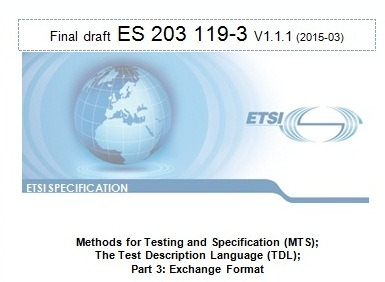 Final draft ES 203 119-3 V1.1.1 (2015-03)
ETSI
ETSI SPECIFICATION
Methods for Testing and Specification (MTS);
The Test Description Language (TDL);
Part 3: Exchange Format